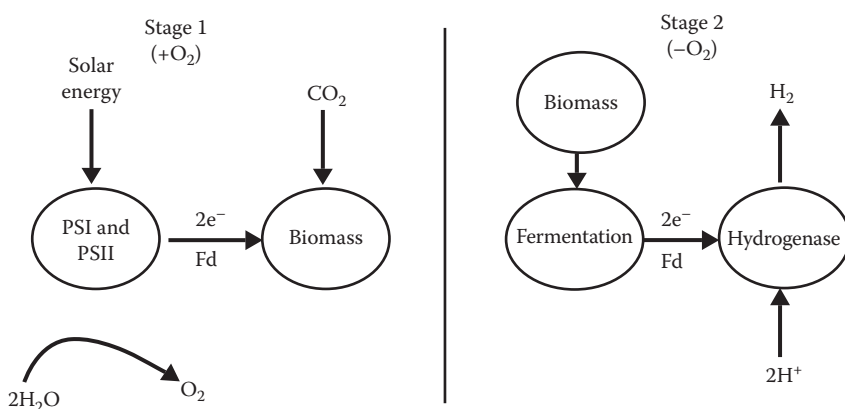 Stage 1
(+O₂)
Solar
energy
CO₂
PSI and
PSII
2e⁻
Fd
Biomass
2H₂O
O₂
Stage 2
(–O₂)
Biomass
H₂
Fermentation
2e⁻
Fd
Hydrogenase
2H⁺